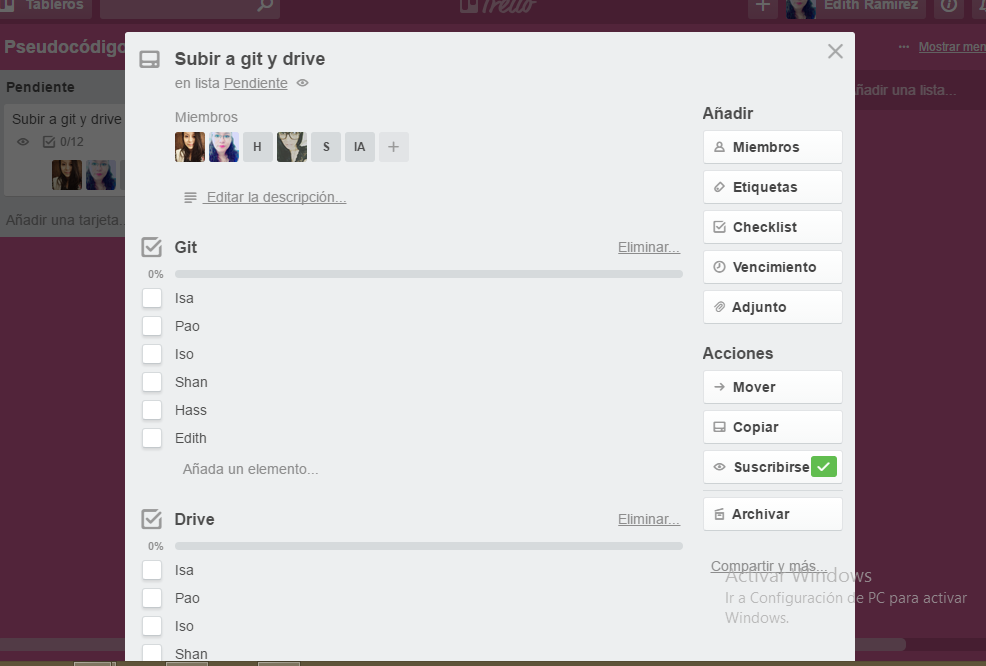 Tableros
Trello
Edith Ramírez
Pseudocódigo
Mostrar men
Pendiente
Subir a git y drive
0/12
Añadir una tarjeta...
ñadir una lista...
Subir a git y drive
en lista Pendiente
Miembros
H
S
IA
Editar la descripción...
Git
Eliminar...
0%
Isa
Pao
Iso
Shan
Hass
Edith
Añada un elemento...
Drive
Eliminar...
0%
Isa
Pao
Iso
Shan
Añadir
Miembros
Etiquetas
Checklist
Vencimiento
Adjunto
Acciones
Mover
Copiar
Suscribirse
Archivar
Compartir y más...
Activar Windows
Ir a Configuración de PC para activar
Windows.